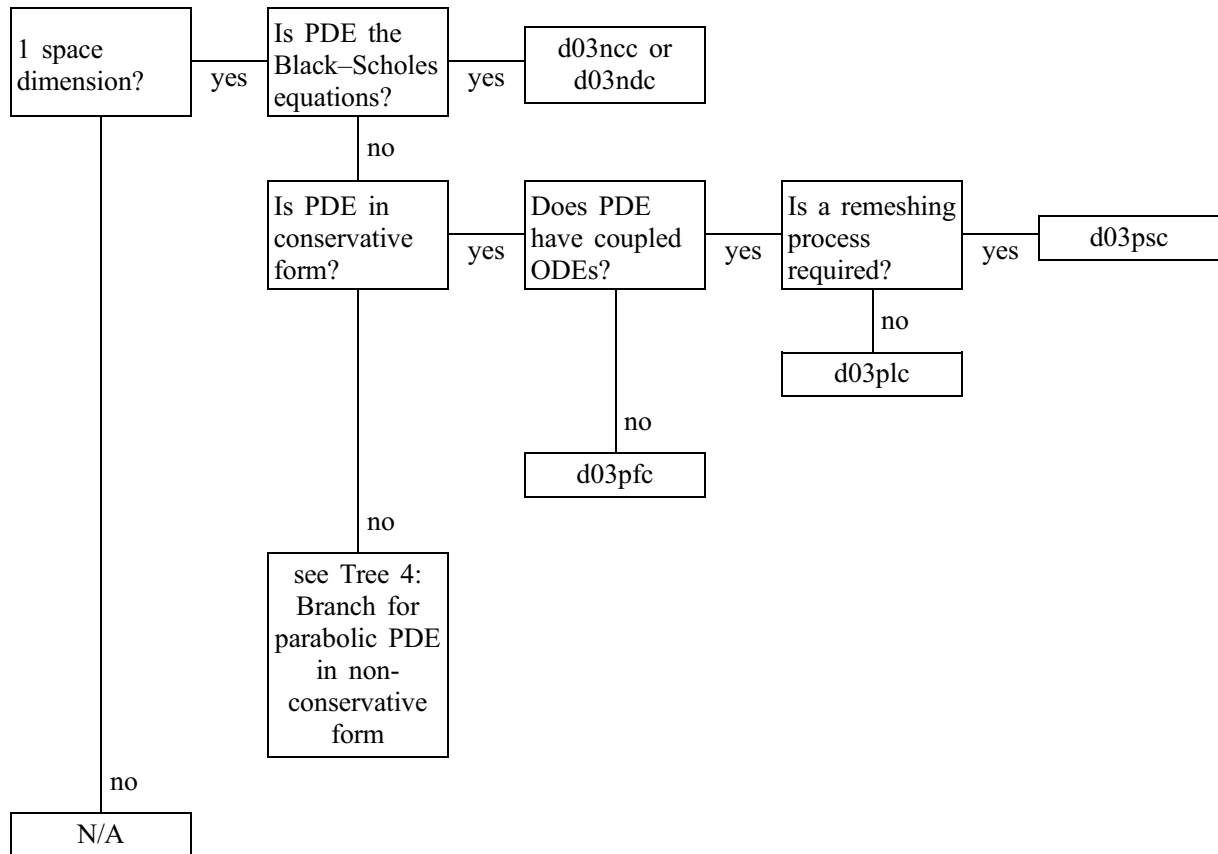 1 space
dimension?
yes
Is PDE the
Black–Scholes
equations?
yes
d03ncc or
d03ndc
no
Is PDE in
conservative
form?
yes
Does PDE
have coupled
ODEs?
yes
Is a remeshing
process
required?
yes
d03psc
no
d03plc
no
d03pfc
no
see Tree 4:
Branch for
parabolic PDE
in non-
conservative
form
no
N/A